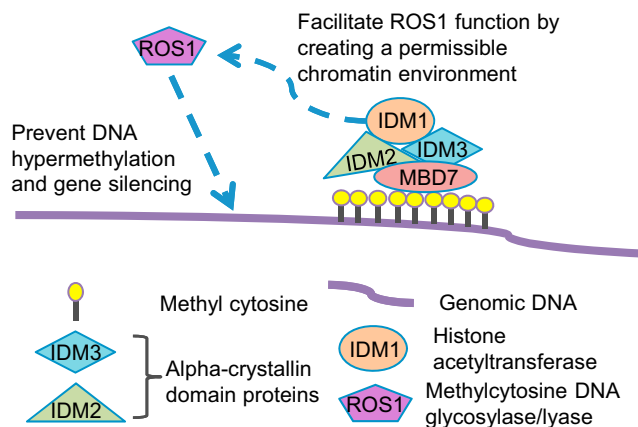 Facilitate ROS1 function by
creating a permissible
chromatin environment
ROS1
Prevent DNA
hypermethylation
and gene silencing
IDM1
IDM2
IDM3
MBD7
Methyl cytosine
Genomic DNA
IDM3
IDM2
Alpha-crystallin
domain proteins
IDM1
Histone
acetyltransferase
ROS1
Methylcytosine DNA
glycosylase/lyase